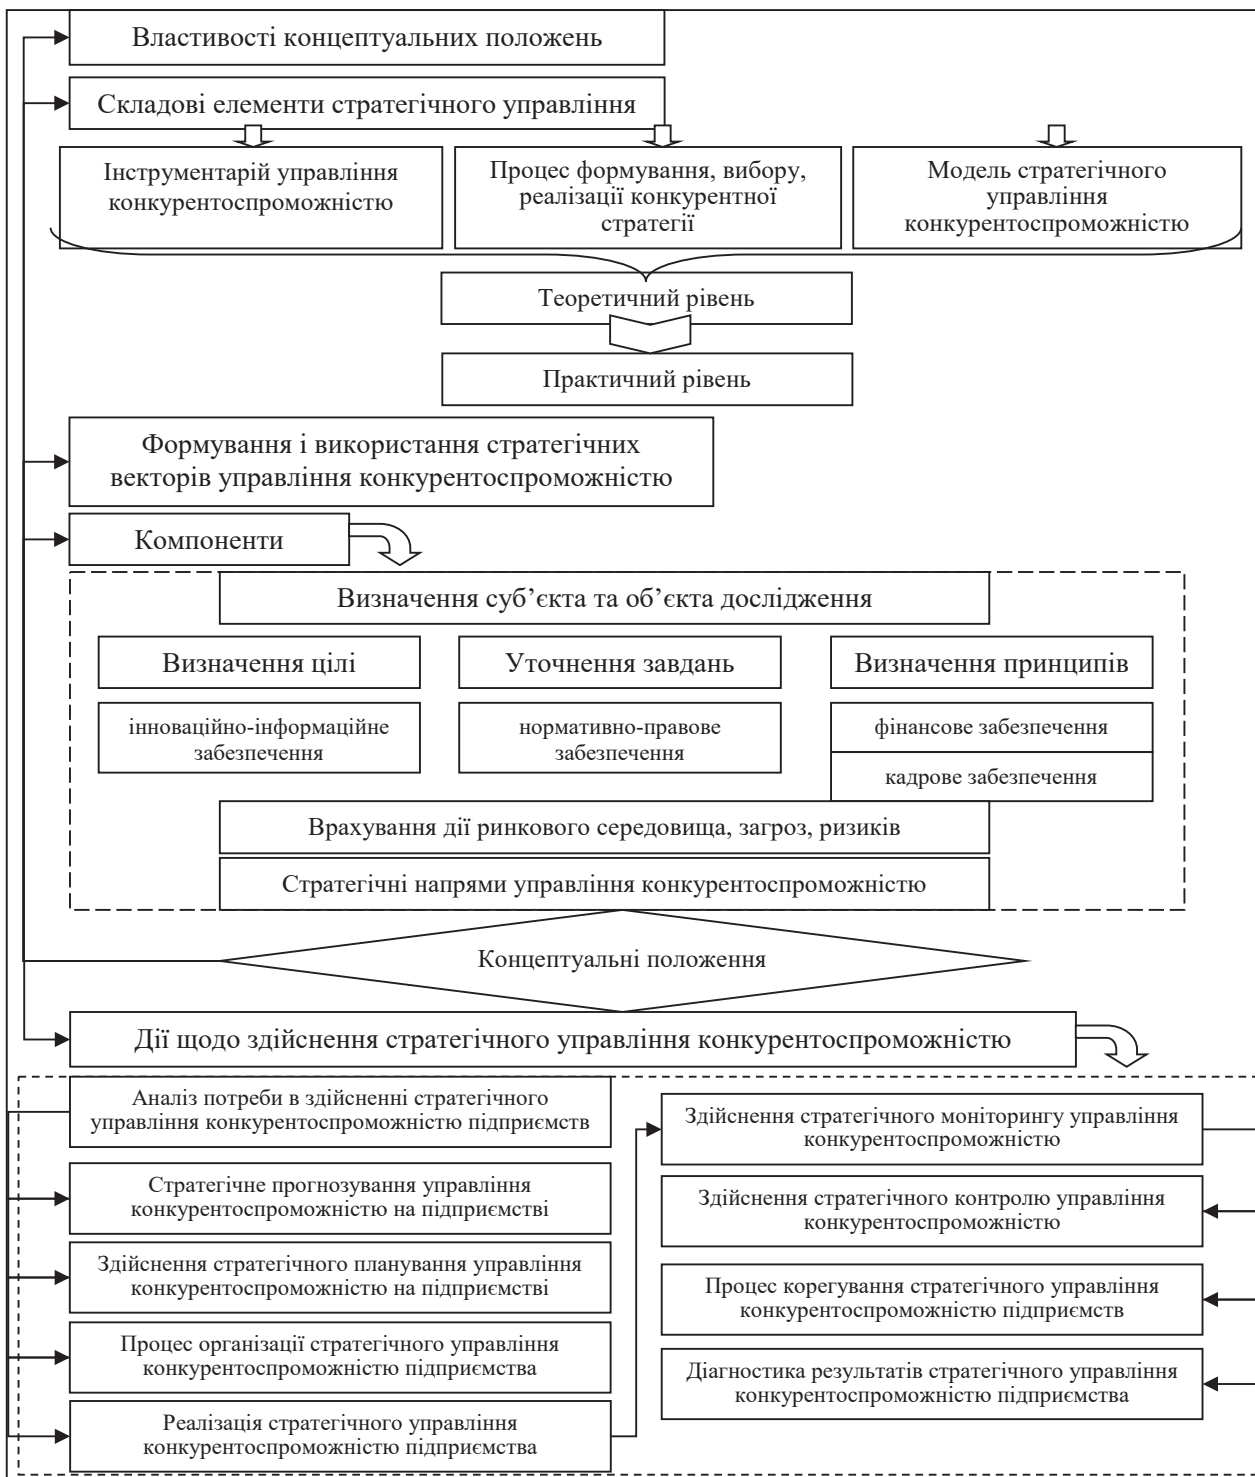 Властивості концептуальних положень
Складові елементи стратегічного управління
Інструментарій управління
конкурентоспроможністю
Процес формування, вибору,
реалізації конкурентної
стратегії
Модель стратегічного
управління
конкурентоспроможністю
Теоретичний рівень
Практичний рівень
Формування і використання стратегічних
векторів управління конкурентоспроможністю
Компоненти
Визначення суб’єкта та об’єкта дослідження
Визначення цілі
Уточнення завдань
Визначення принципів
інноваційно-інформаційне
забезпечення
нормативно-правове
забезпечення
фінансове забезпечення
кадрове забезпечення
Врахування дії ринкового середовища, загроз, ризиків
Стратегічні напрями управління конкурентоспроможністю
Концептуальні положення
Дії щодо здійснення стратегічного управління конкурентоспроможністю
Аналіз потреби в здійсненні стратегічного
управління конкурентоспроможністю підприємств
Стратегічне прогнозування управління
конкурентоспроможністю на підприємстві
Здійснення стратегічного планування управління
конкурентоспроможністю на підприємстві
Процес організації стратегічного управління
конкурентоспроможністю підприємства
Реалізація стратегічного управління
конкурентоспроможністю підприємства
Здійснення стратегічного моніторингу управління
конкурентоспроможністю
Здійснення стратегічного контролю управління
конкурентоспроможністю
Процес корегування стратегічного управління
конкурентоспроможністю підприємств
Діагностика результатів стратегічного управління
конкурентоспроможністю підприємства